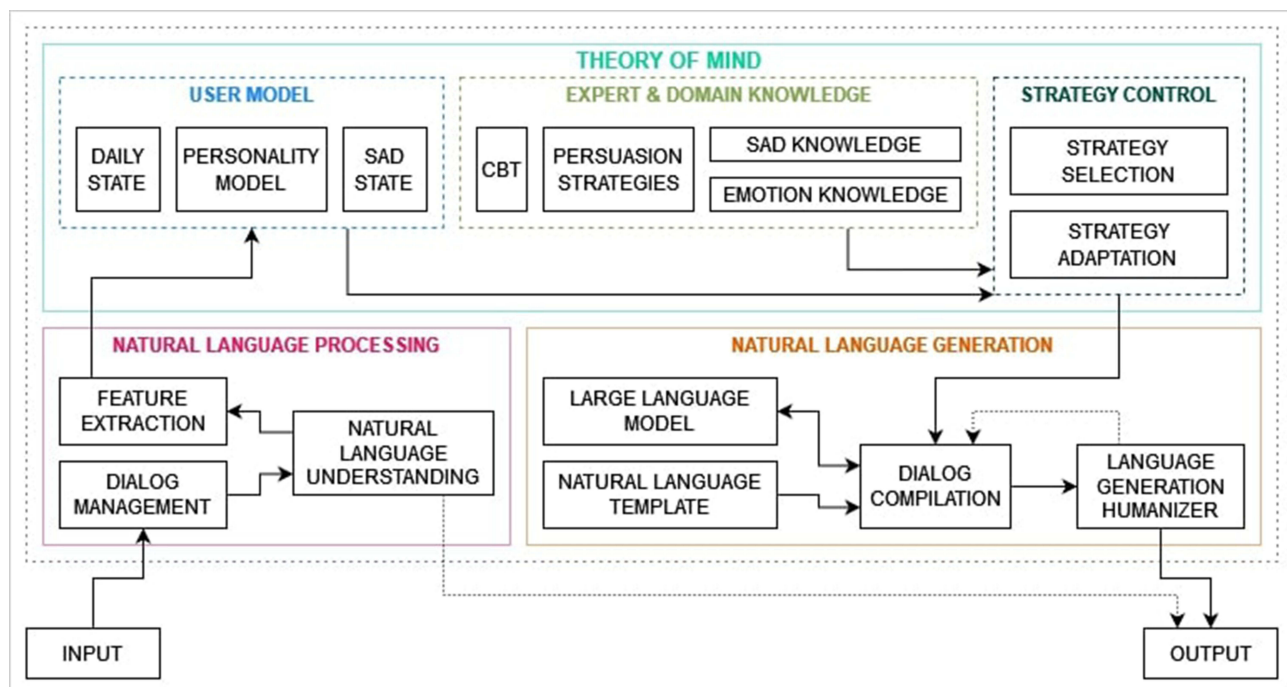 THEORY OF MIND
USER MODEL
DAILY
STATE
PERSONALITY
MODEL
SAD
STATE
EXPERT & DOMAIN KNOWLEDGE
CBT
PERSUASION
STRATEGIES
SAD KNOWLEDGE
EMOTION KNOWLEDGE
STRATEGY CONTROL
STRATEGY
SELECTION
STRATEGY
ADAPTATION
NATURAL LANGUAGE PROCESSING
FEATURE
EXTRACTION
DIALOG
MANAGEMENT
NATURAL
LANGUAGE
UNDERSTANDING
NATURAL LANGUAGE GENERATION
LARGE LANGUAGE
MODEL
NATURAL LANGUAGE
TEMPLATE
DIALOG
COMPILATION
LANGUAGE
GENERATION
HUMANIZER
INPUT
OUTPUT